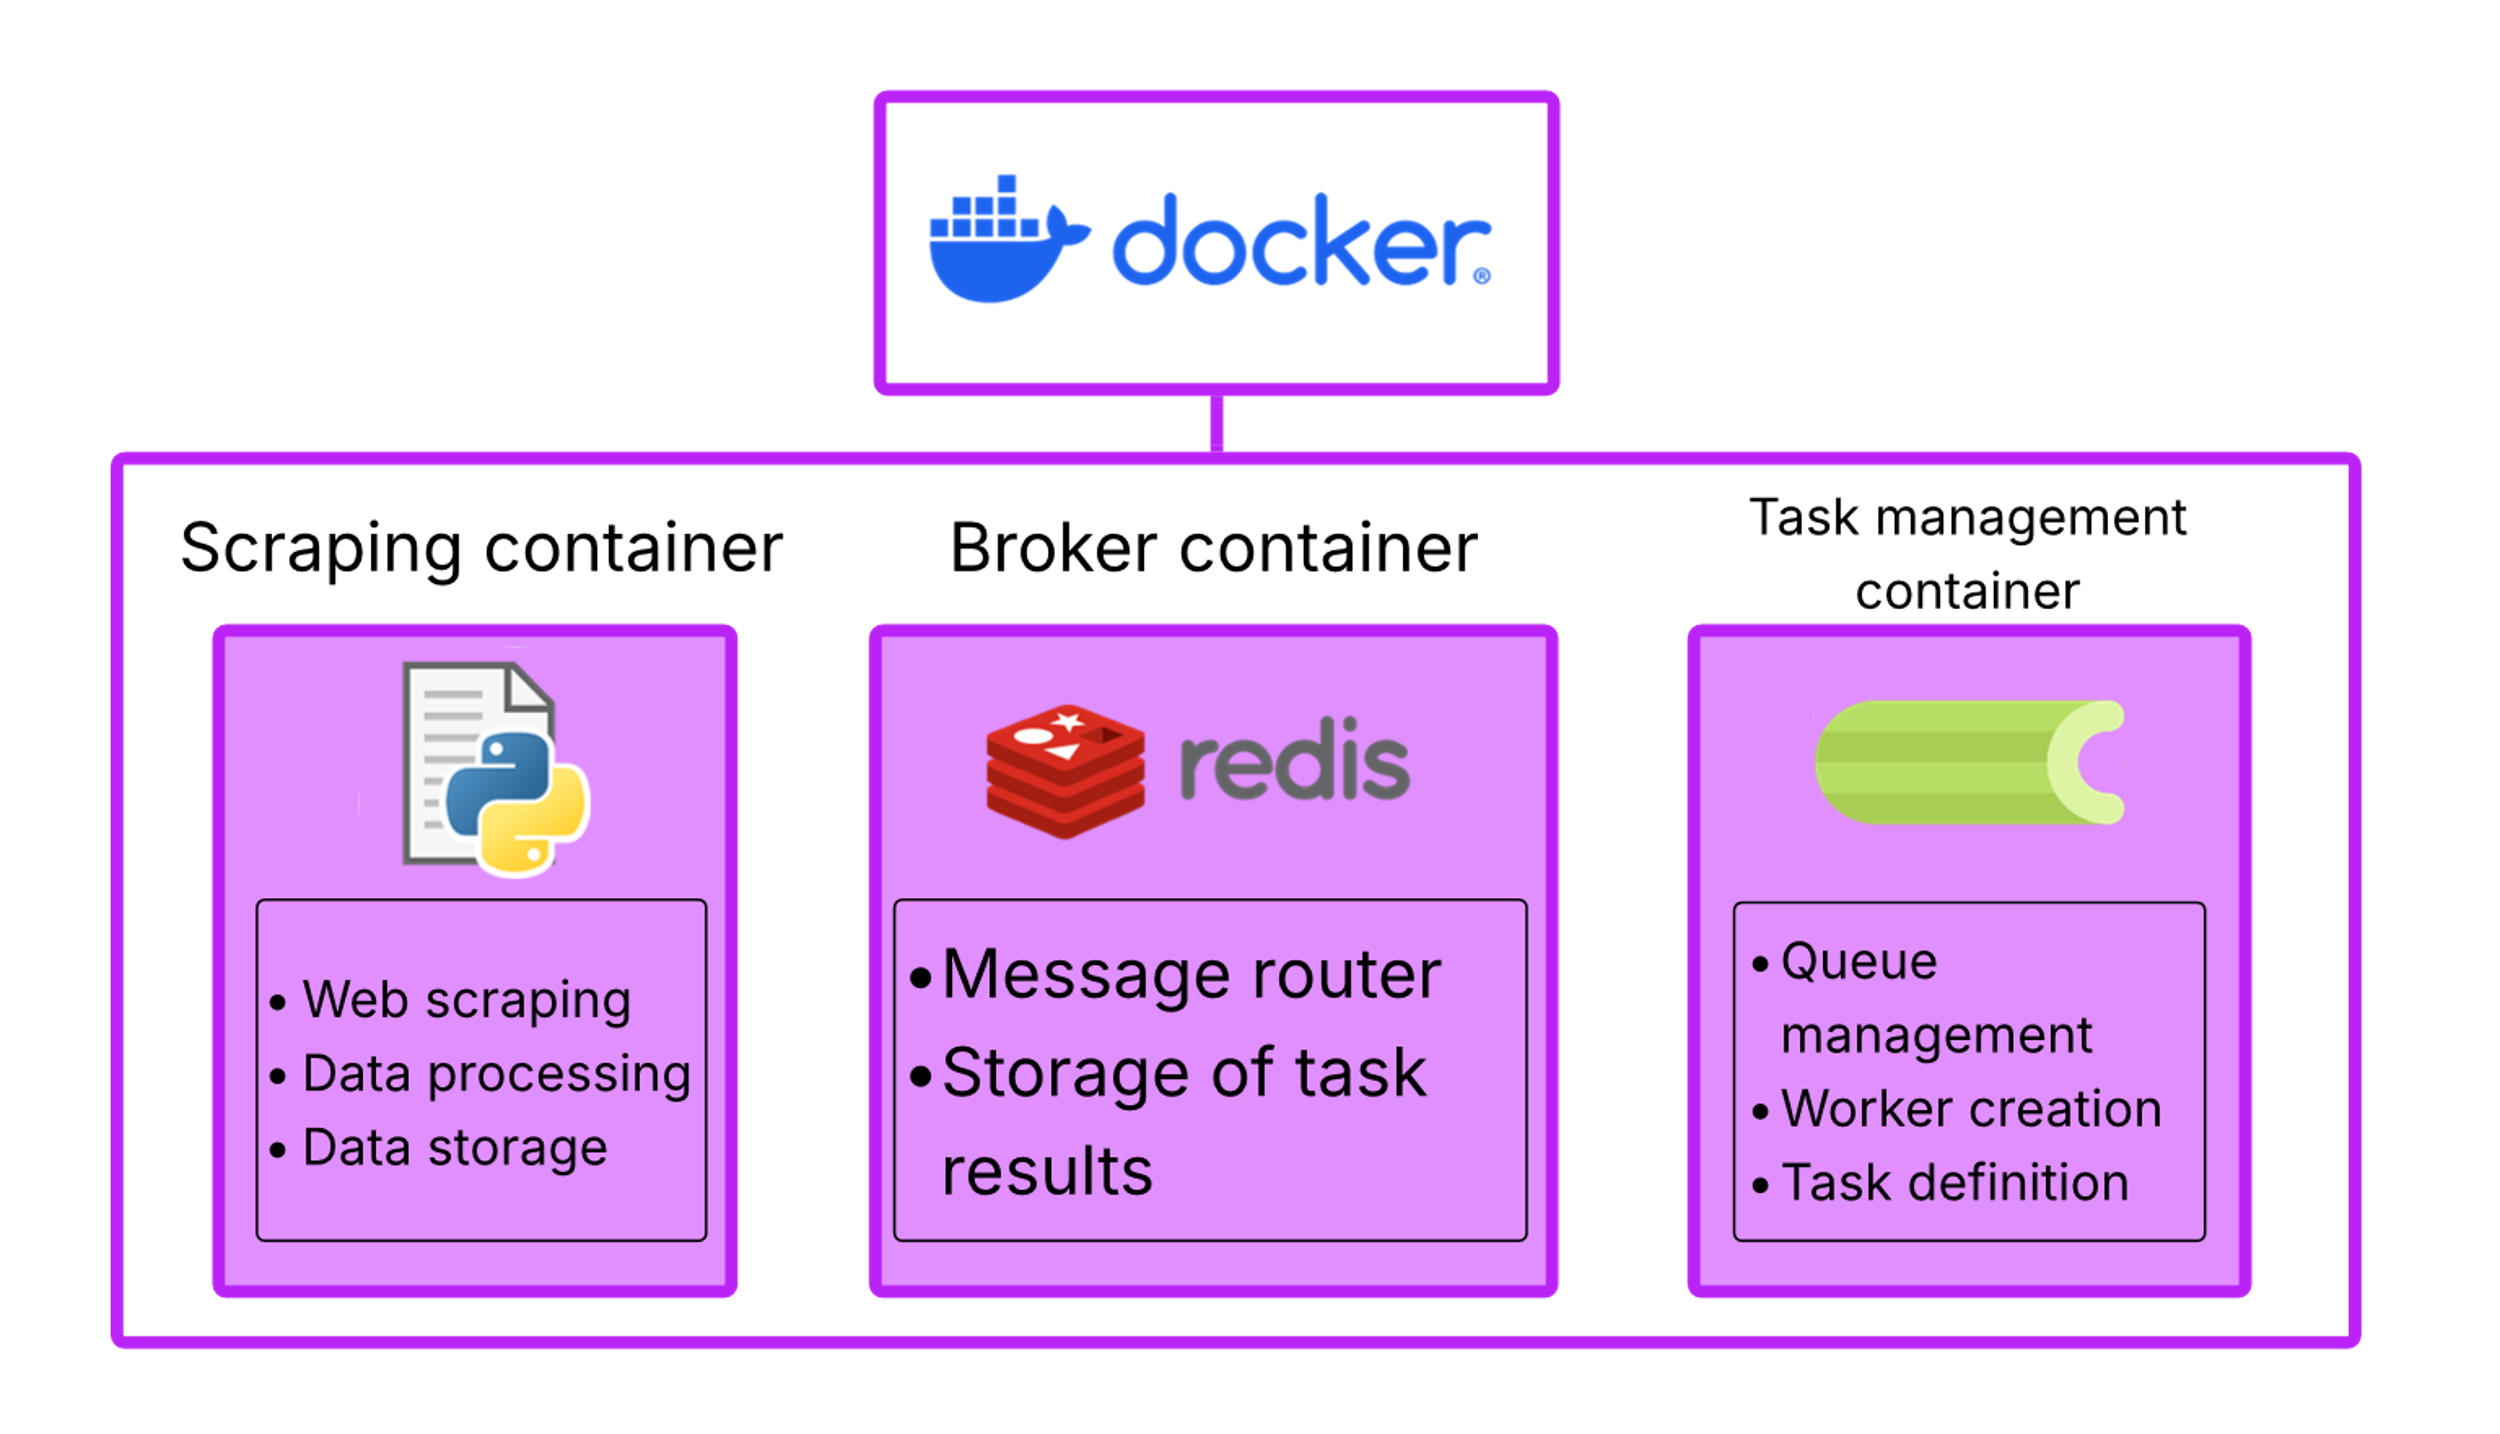 docker®
Scraping container
Broker container
Task management
container
redis
• Web scraping
• Data processing
• Data storage
• Message router
• Storage of task
results
• Queue
management
• Worker creation
• Task definition